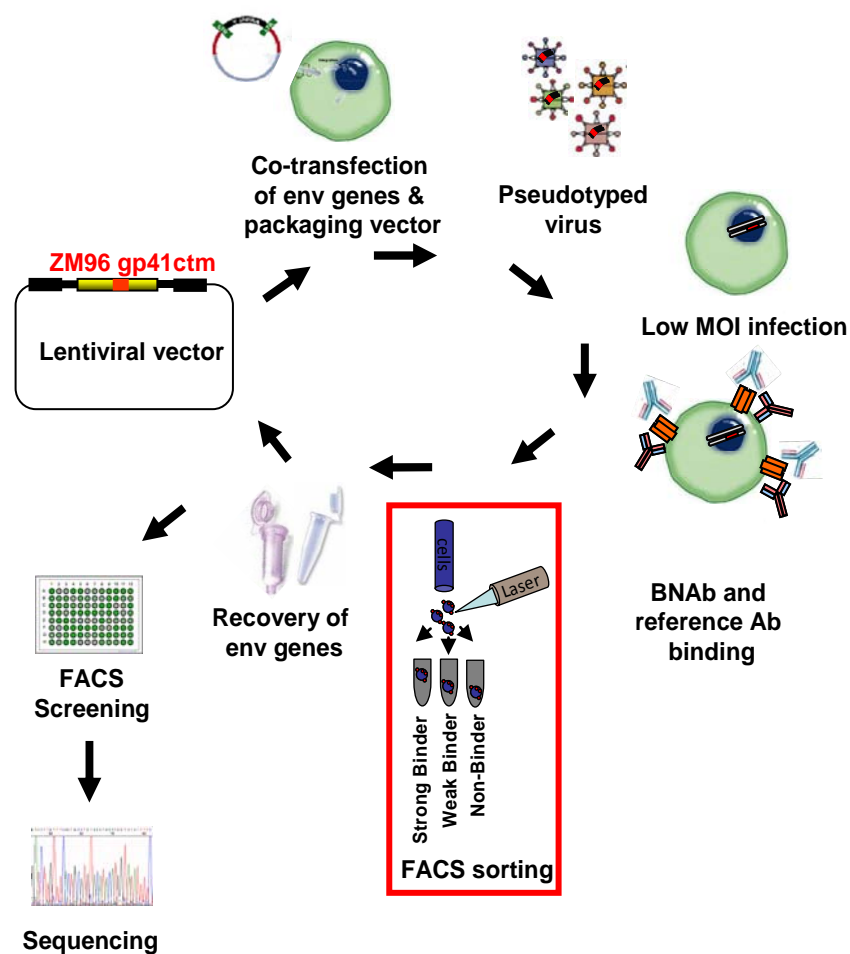 Co-transfection
of env genes &
packaging vector
Pseudotyped
virus
ZM96 gp41ctm
Lentiviral vector
Low MOI infection
BNAb and
reference Ab
binding
cells
Laser
Strong Binder
Weak Binder
Non-Binder
FACS sorting
Recovery of
env genes
FACS
Screening
Sequencing